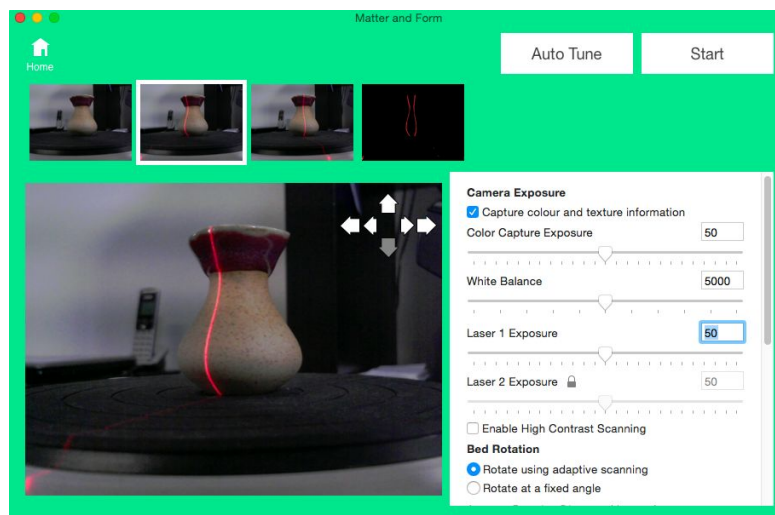 Matter and Form
Home
Auto Tune
Start
Camera Exposure
Capture colour and texture information
Color Capture Exposure 50
White Balance 5000
Laser 1 Exposure 50
Laser 2 Exposure 50
Enable High Contrast Scanning
Bed Rotation
Rotate using adaptive scanning
Rotate at a fixed angle